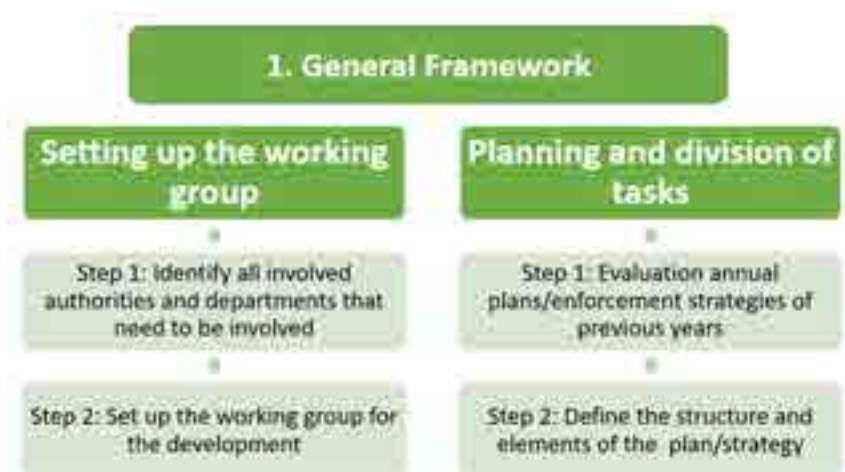 1. General Framework
Setting up the working
group
Step 1: Identify all involved
authorities and departments that
need to be involved
Step 2: Set up the working group for
the development
Planning and division of
tasks
Step 1: Evaluation annual
plans/enforcement strategies of
previous years
Step 2: Define the structure and
elements of the plan/strategy